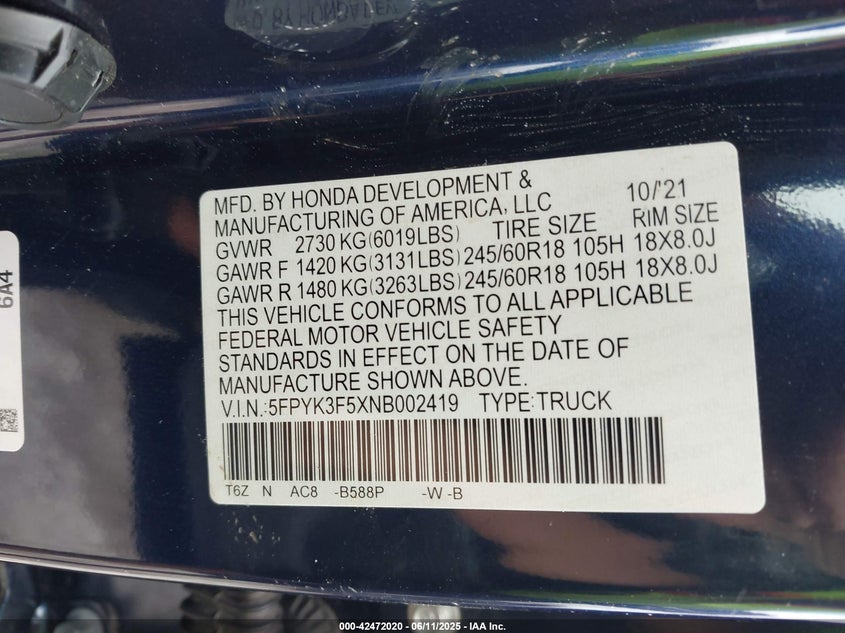 MFD. BY HONDA DEVELOPMENT & 10/'21
MANUFACTURING OF AMERICA, LLC
GVWR 2730 KG(6019LBS) TIRE SIZE RIM SIZE
GAWR F 1420 KG(3131LBS) 245/60R18 105H 18X8.0J
GAWR R 1480 KG(3263LBS) 245/60R18 105H 18X8.0J
THIS VEHICLE CONFORMS TO ALL APPLICABLE
FEDERAL MOTOR VEHICLE SAFETY
STANDARDS IN EFFECT ON THE DATE OF
MANUFACTURE SHOWN ABOVE.
V.I.N.:5FPYK3F5XNB002419 TYPE:TRUCK
T6Z N AC8 -B588P -W -B
6A4
000-42472020 - 06/11/2025 - IAA Inc.